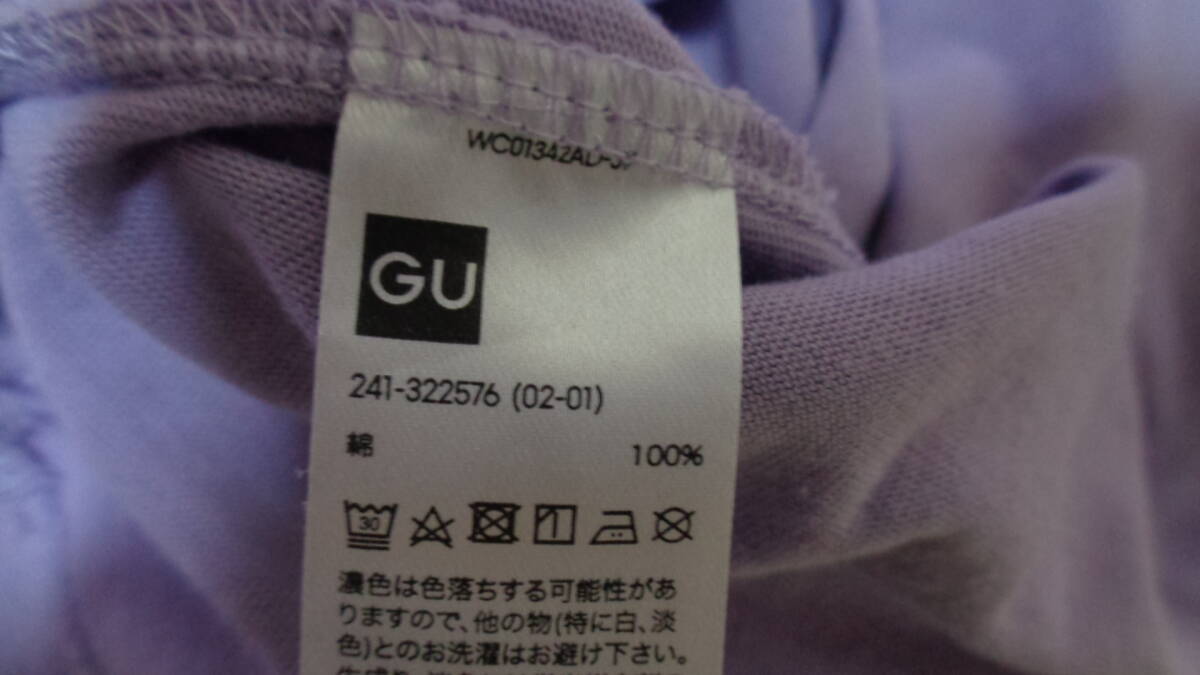 GU
241-322576 (02-01)
綿 100%
30
濃色は色落ちする可能性があ
りますので、他の物(特に白、淡
色)とのお洗濯はお避け下さい。